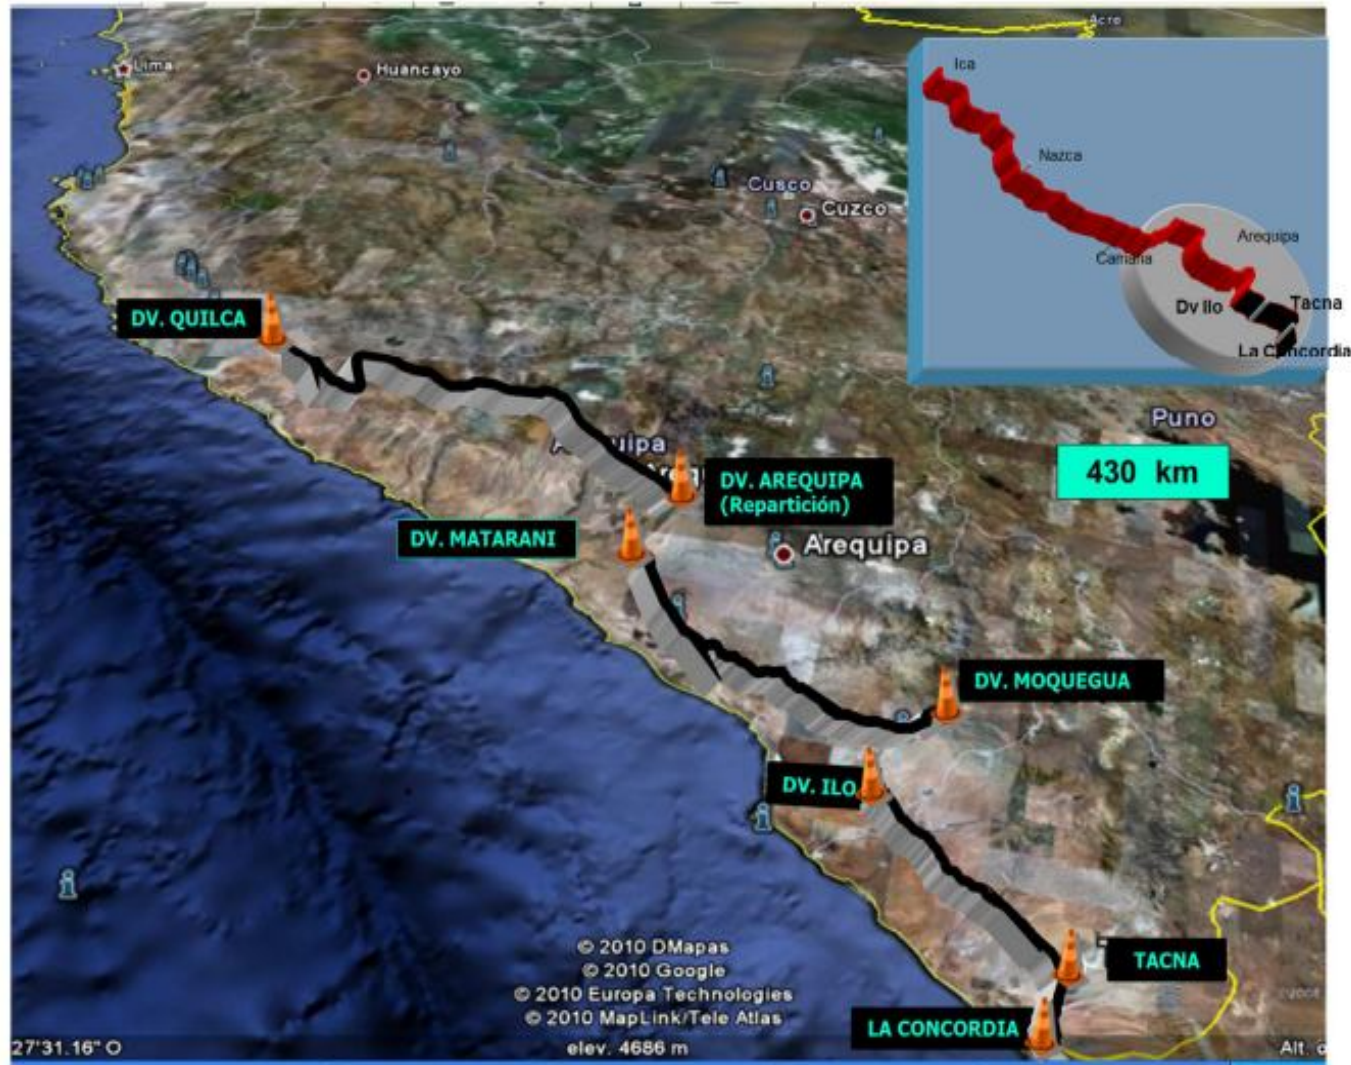 Acre
Lima
Huancayo
Ica
Nazca
Cusco
Cuzco
Arequipa
Camana
Dv Ilo
Tacna
La Concordia
DV. QUILCA
Puno
430 km
DV. AREQUIPA
(Repartición)
DV. MATARANI
Arequipa
DV. MOQUEGUA
DV. ILO
TACNA
LA CONCORDIA
© 2010 DMapas
© 2010 Google
© 2010 Europa Technologies
© 2010 MapLink/Tele Atlas
27'31.16" O
elev. 4686 m
Alt.